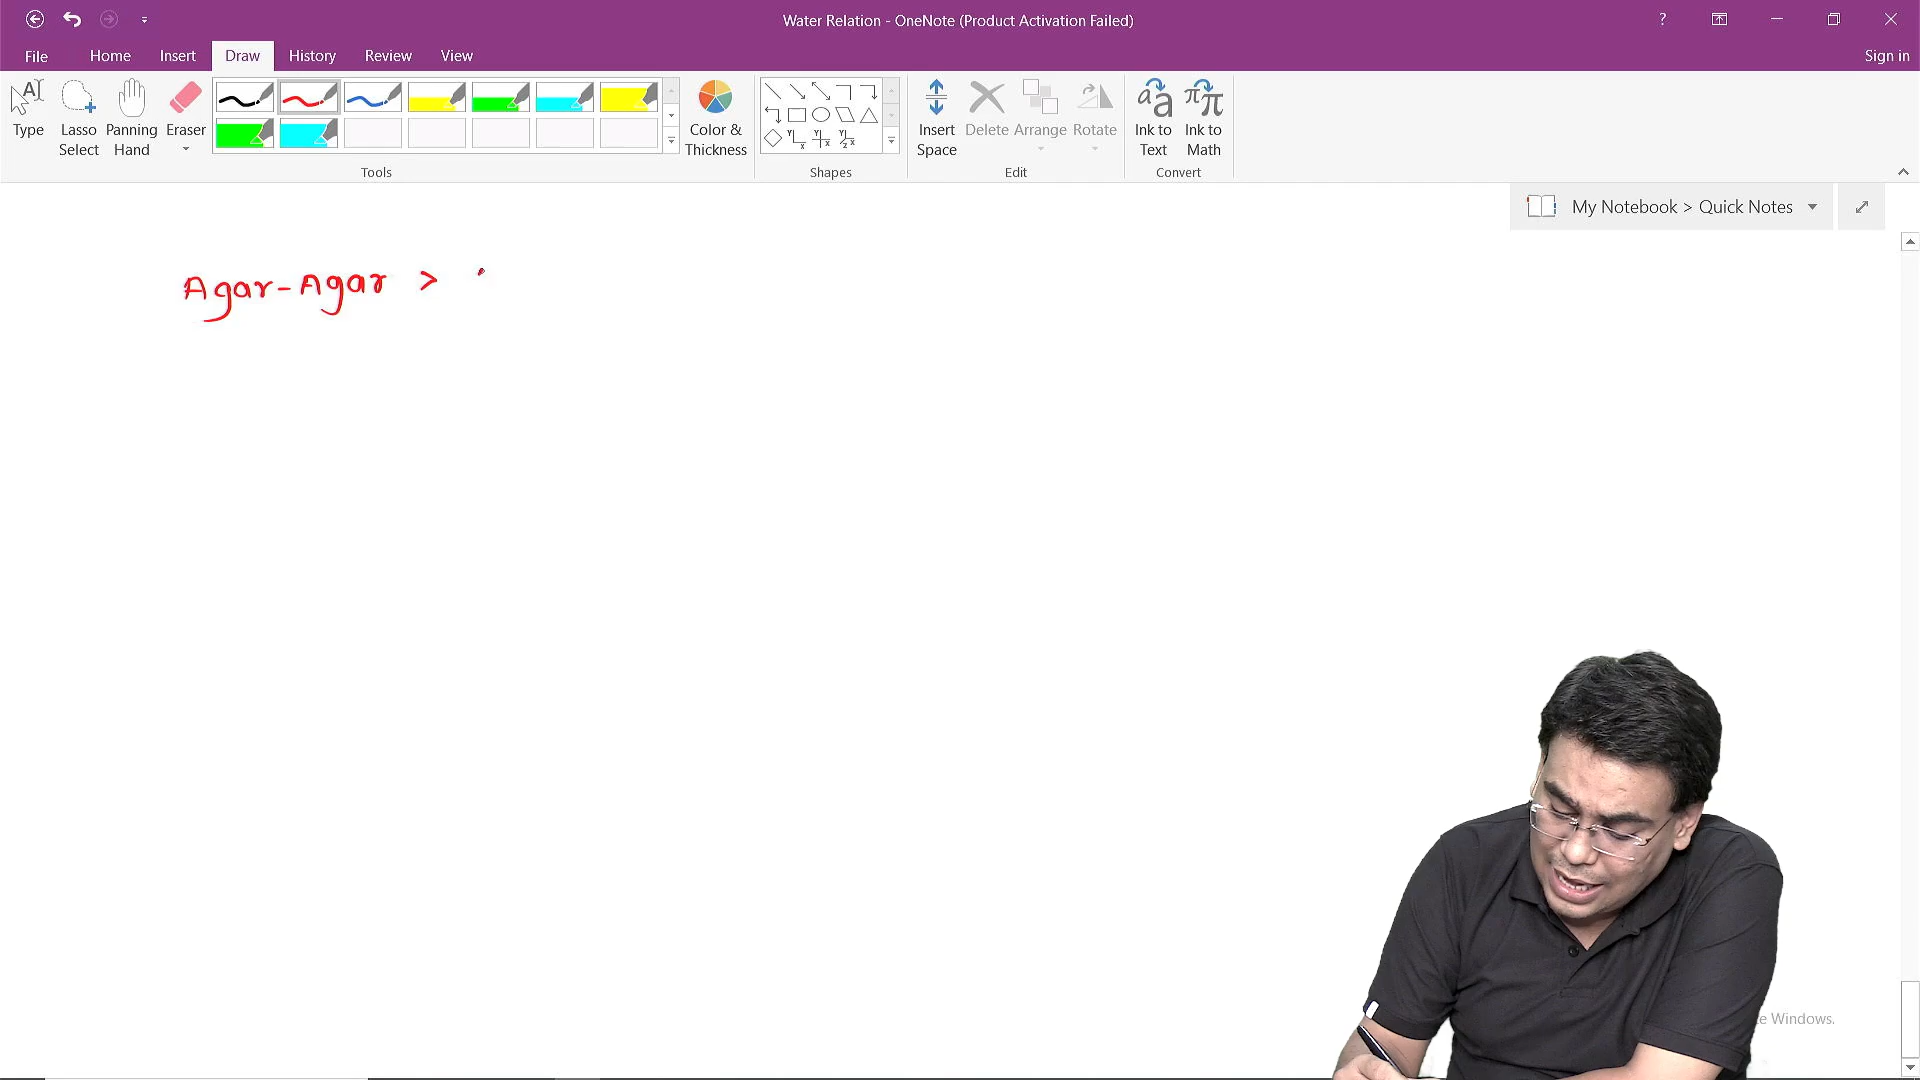 Water Relation - OneNote (Product Activation Failed)
?
File Home Insert Draw History Review View
Sign in
Type
Lasso Select
Panning Hand
Eraser
Color & Thickness
Insert Space
Delete
Arrange
Rotate
Ink to Text
Ink to Math
Tools
Shapes
Edit
Convert
My Notebook > Quick Notes
Agar-Agar >
Windows.